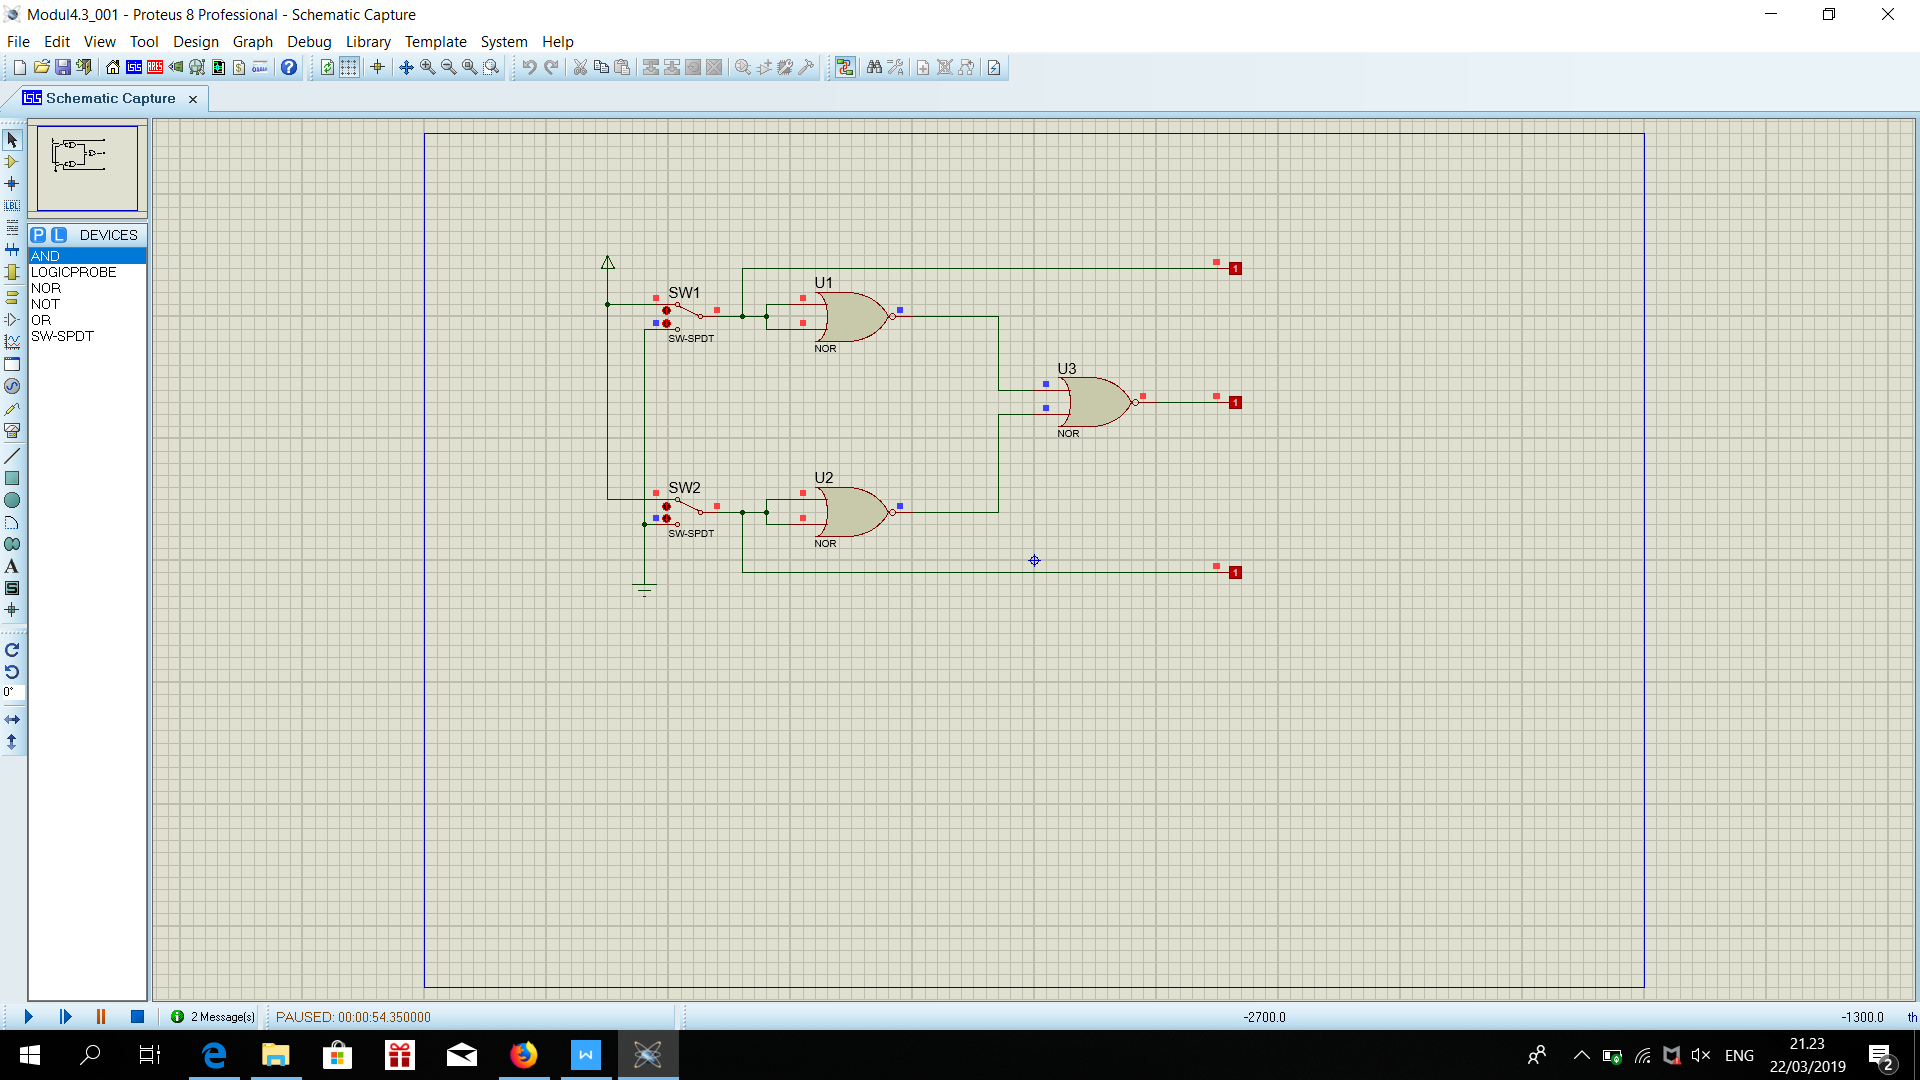 Modul4.3_001 - Proteus 8 Professional - Schematic Capture
File Edit View Tool Design Graph Debug Library Template System Help
Schematic Capture
P L DEVICES
AND
LOGICPROBE
NOR
NOT
OR
SW-SPDT
LBL
A
S
0°
SW1
SW-SPDT
U1
NOR
1
U3
NOR
1
SW2
SW-SPDT
U2
NOR
1
2 Message(s)
PAUSED: 00:00:54.350000
-2700.0
-1300.0
th
ENG
21.23
22/03/2019
2